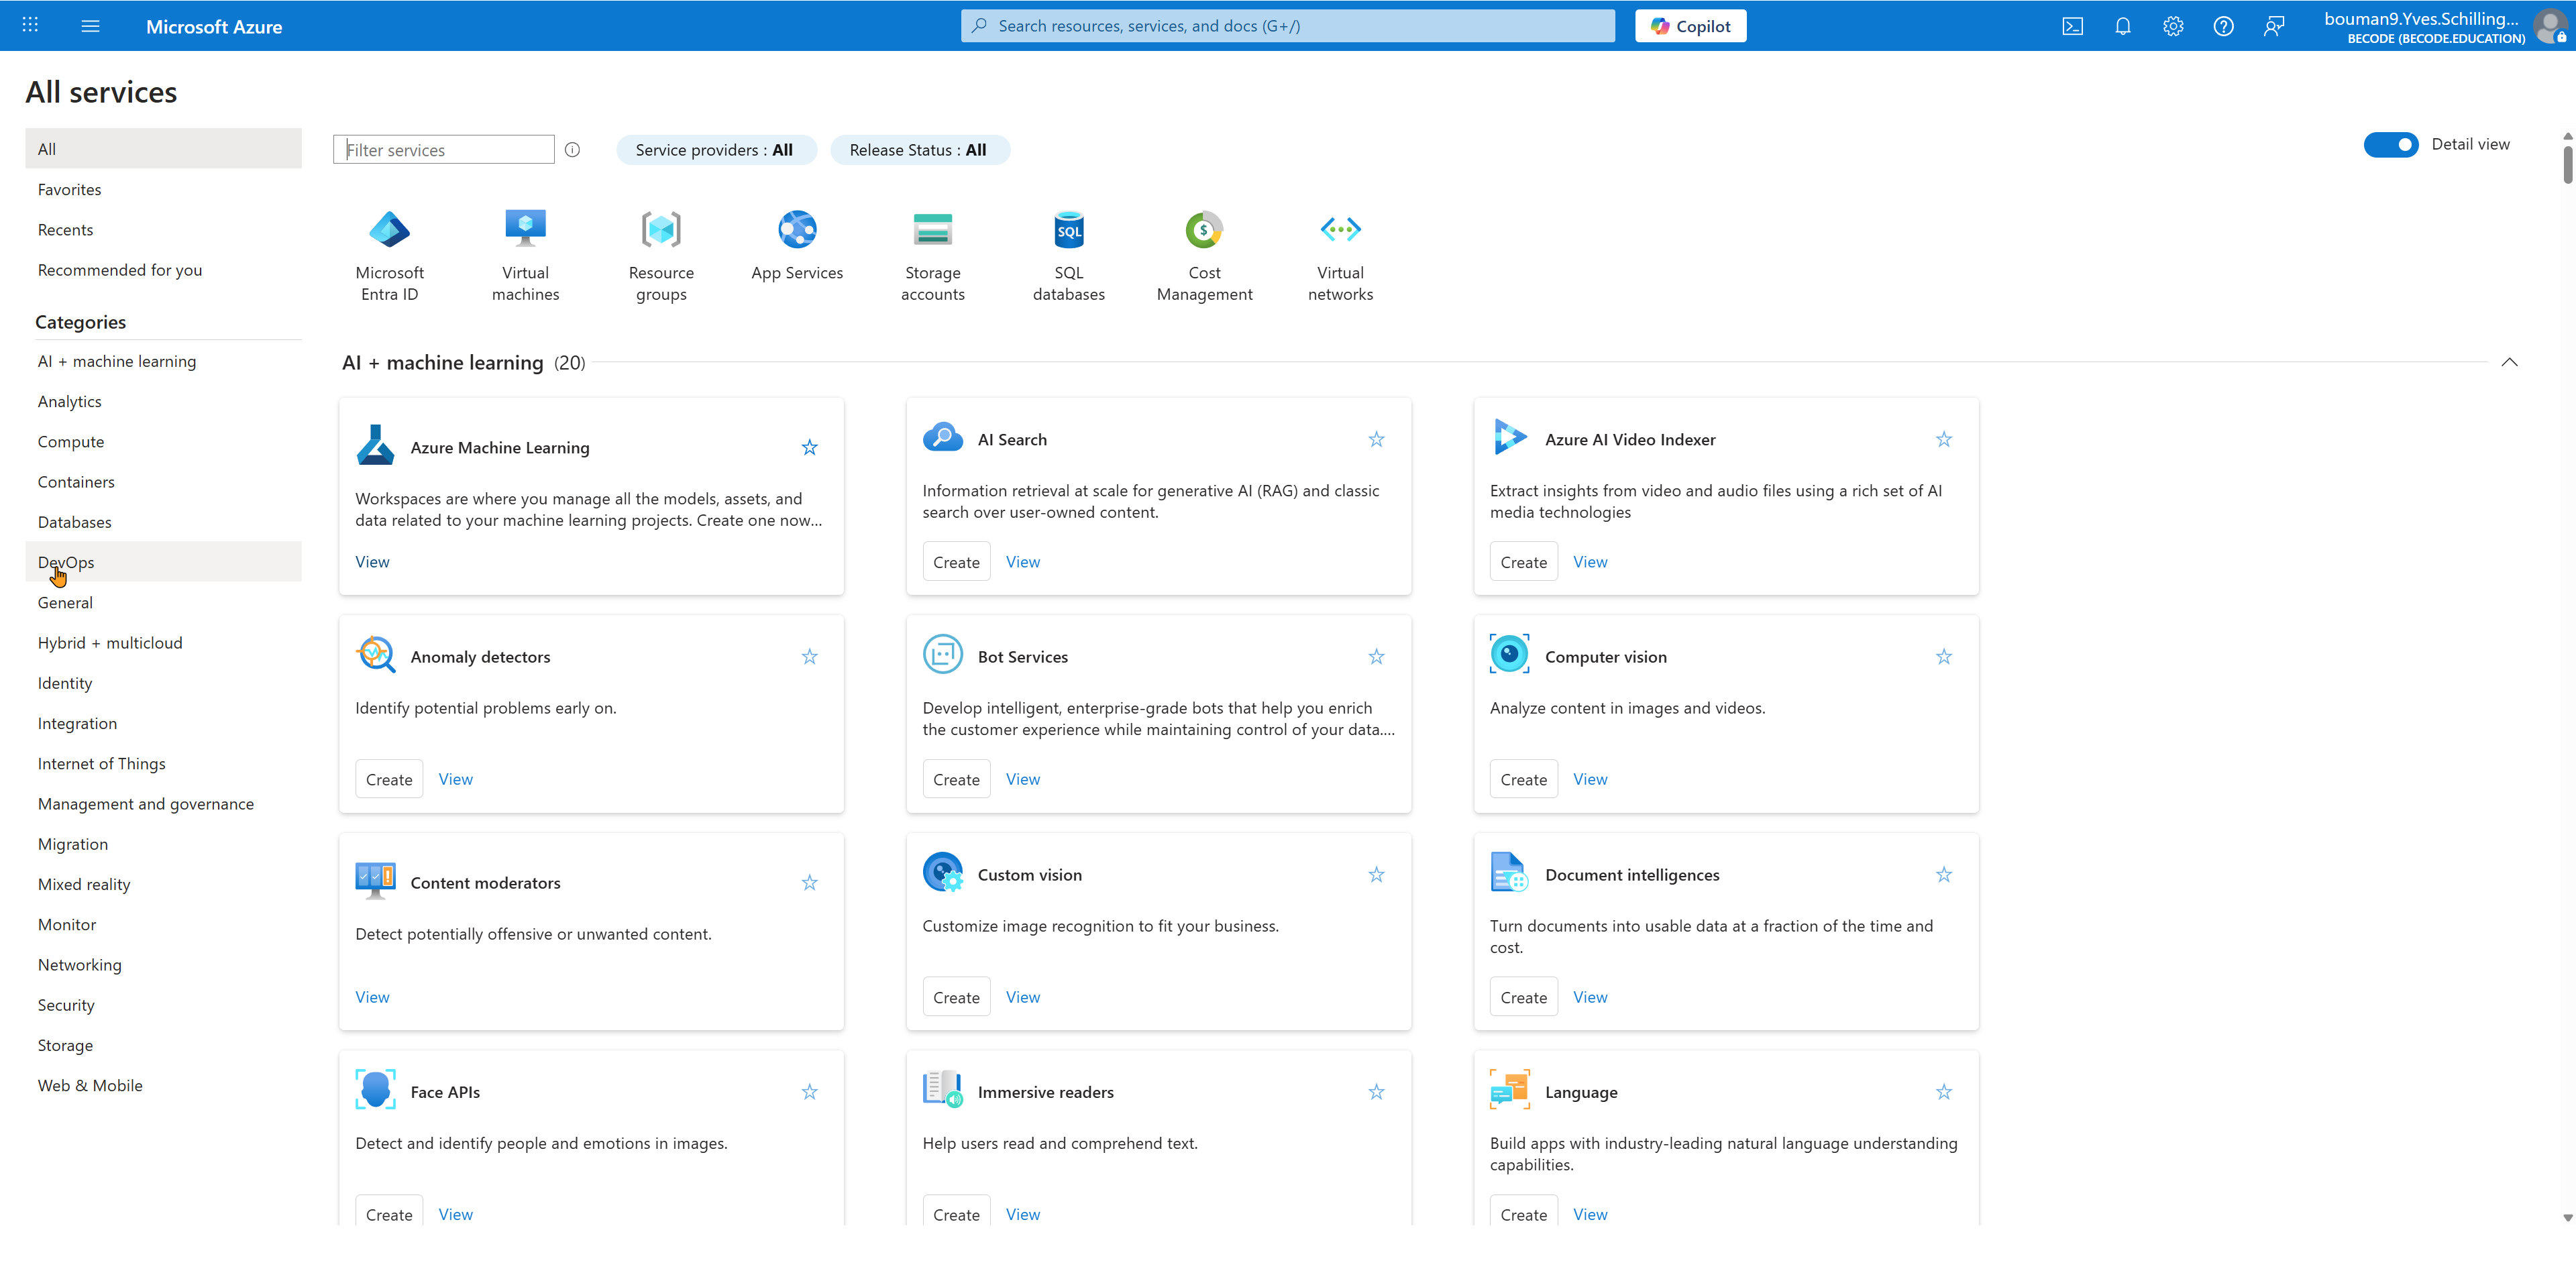 Microsoft Azure
Search resources, services, and docs (G+/)
Copilot
bouman9.Yves.Schilling...
BECODE (BECODE.EDUCATION)
All services
All
Favorites
Recents
Recommended for you
Categories
AI + machine learning
Analytics
Compute
Containers
Databases
DevOps
General
Hybrid + multicloud
Identity
Integration
Internet of Things
Management and governance
Migration
Mixed reality
Monitor
Networking
Security
Storage
Web & Mobile
Filter services
Service providers : All
Release Status : All
Detail view
Microsoft
Entra ID
Virtual
machines
Resource
groups
App Services
Storage
accounts
SQL
SQL
databases
Cost
Management
Virtual
networks
AI + machine learning (20)
Azure Machine Learning
Workspaces are where you manage all the models, assets, and
data related to your machine learning projects. Create one now...
View
AI Search
Information retrieval at scale for generative AI (RAG) and classic
search over user-owned content.
Create View
Azure AI Video Indexer
Extract insights from video and audio files using a rich set of AI
media technologies
Create View
Anomaly detectors
Identify potential problems early on.
Create View
Bot Services
Develop intelligent, enterprise-grade bots that help you enrich
the customer experience while maintaining control of your data....
Create View
Computer vision
Analyze content in images and videos.
Create View
Content moderators
Detect potentially offensive or unwanted content.
View
Custom vision
Customize image recognition to fit your business.
Create View
Document intelligences
Turn documents into usable data at a fraction of the time and
cost.
Create View
Face APIs
Detect and identify people and emotions in images.
Create View
Immersive readers
Help users read and comprehend text.
Create View
Language
Build apps with industry-leading natural language understanding
capabilities.
Create View